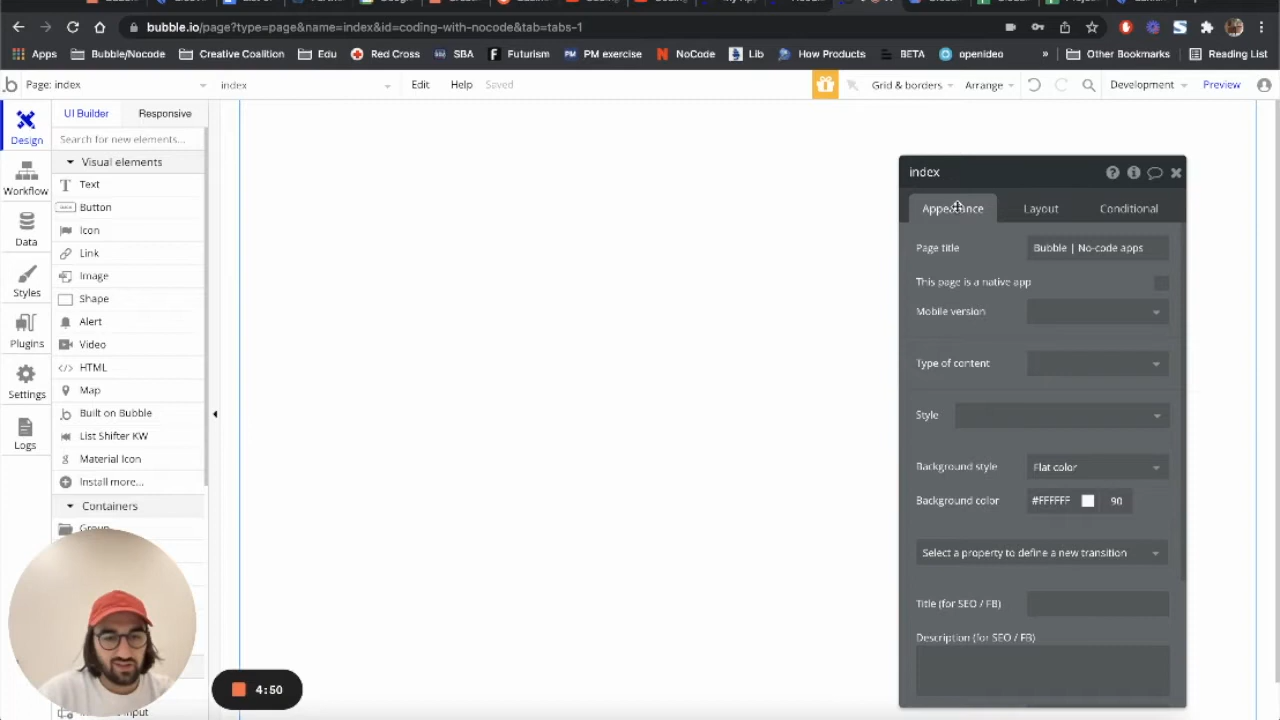 bubble.io/page?type=page&name=index&id=coding-with-nocode&tab=tabs-1
Apps
Bubble/Nocode
Creative Coalition
Edu
Red Cross
SBA
Futurism
PM exercise
NoCode
Lib
How Products
BETA
openideo
»
Other Bookmarks
Reading List
Page: index
index
Edit
Help
Saved
Grid & borders
Arrange
Development
Preview
Design
Workflow
Data
Styles
Plugins
Settings
Logs
UI Builder
Responsive
Search for new elements...
Visual elements
Text
Button
Icon
Link
Image
Shape
Alert
Video
HTML
Map
Built on Bubble
List Shifter KW
Material Icon
Install more...
Containers
Group
index
Appearance
Layout
Conditional
Page title
Bubble | No-code apps
This page is a native app
Mobile version
Type of content
Style
Background style
Flat color
Background color
#FFFFFF
90
Select a property to define a new transition
Title (for SEO / FB)
Description (for SEO / FB)
4:50